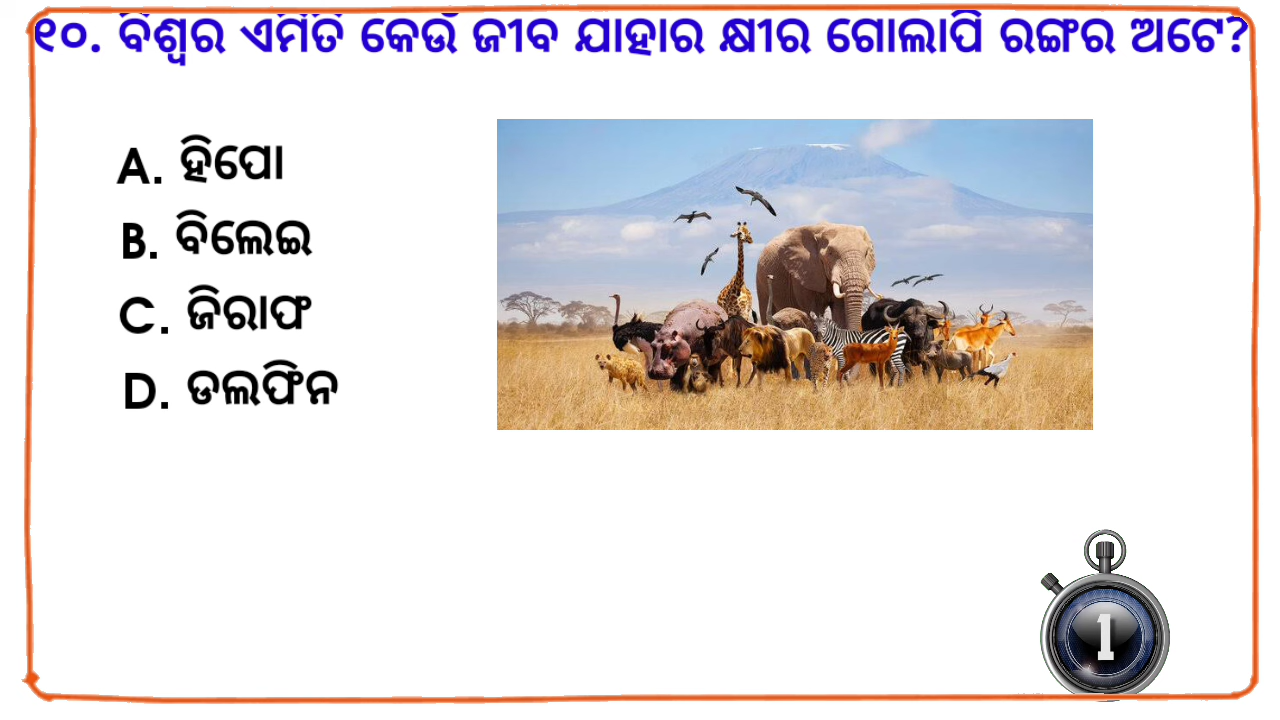 ୧୦. ବିଶ୍ୱର ଏମିତି କେଉଁ ଜୀବ ଯାହାର କ୍ଷୀର ଗୋଲାପି ରଙ୍ଗର ଅଟେ?
A. ହିପୋ
B. ବିଲେଇ
C. ଜିରାଫ
D. ଡଲଫିନ
1